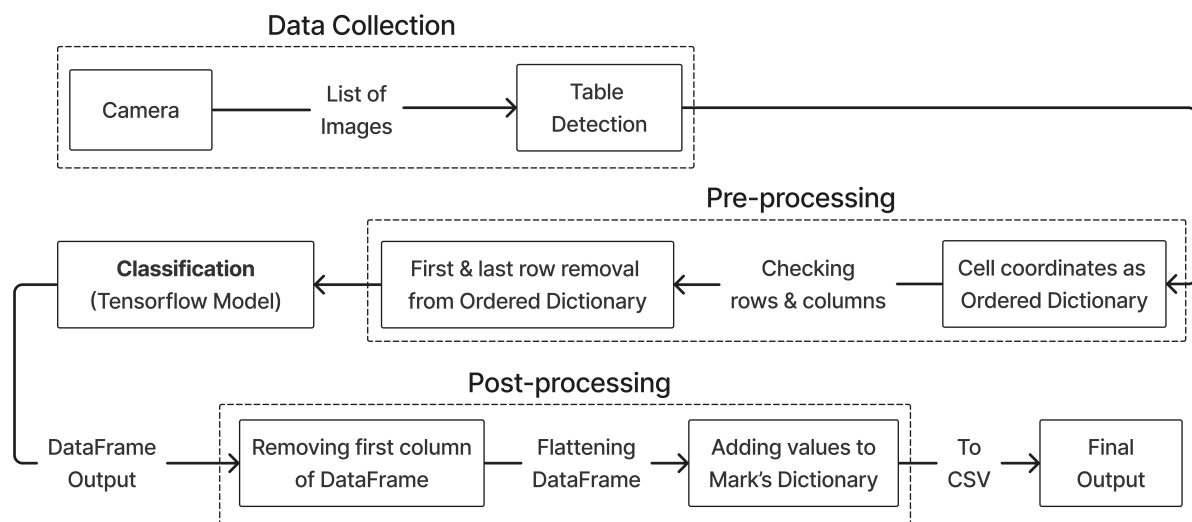 Data Collection
Camera
List of
Images
Table
Detection
Pre-processing
Cell coordinates as
Ordered Dictionary
Checking
rows & columns
First & last row removal
from Ordered Dictionary
Classification
(Tensorflow Model)
Post-processing
DataFrame
Output
Removing first column
of DataFrame
Flattening
DataFrame
Adding values to
Mark’s Dictionary
To
CSV
Final
Output